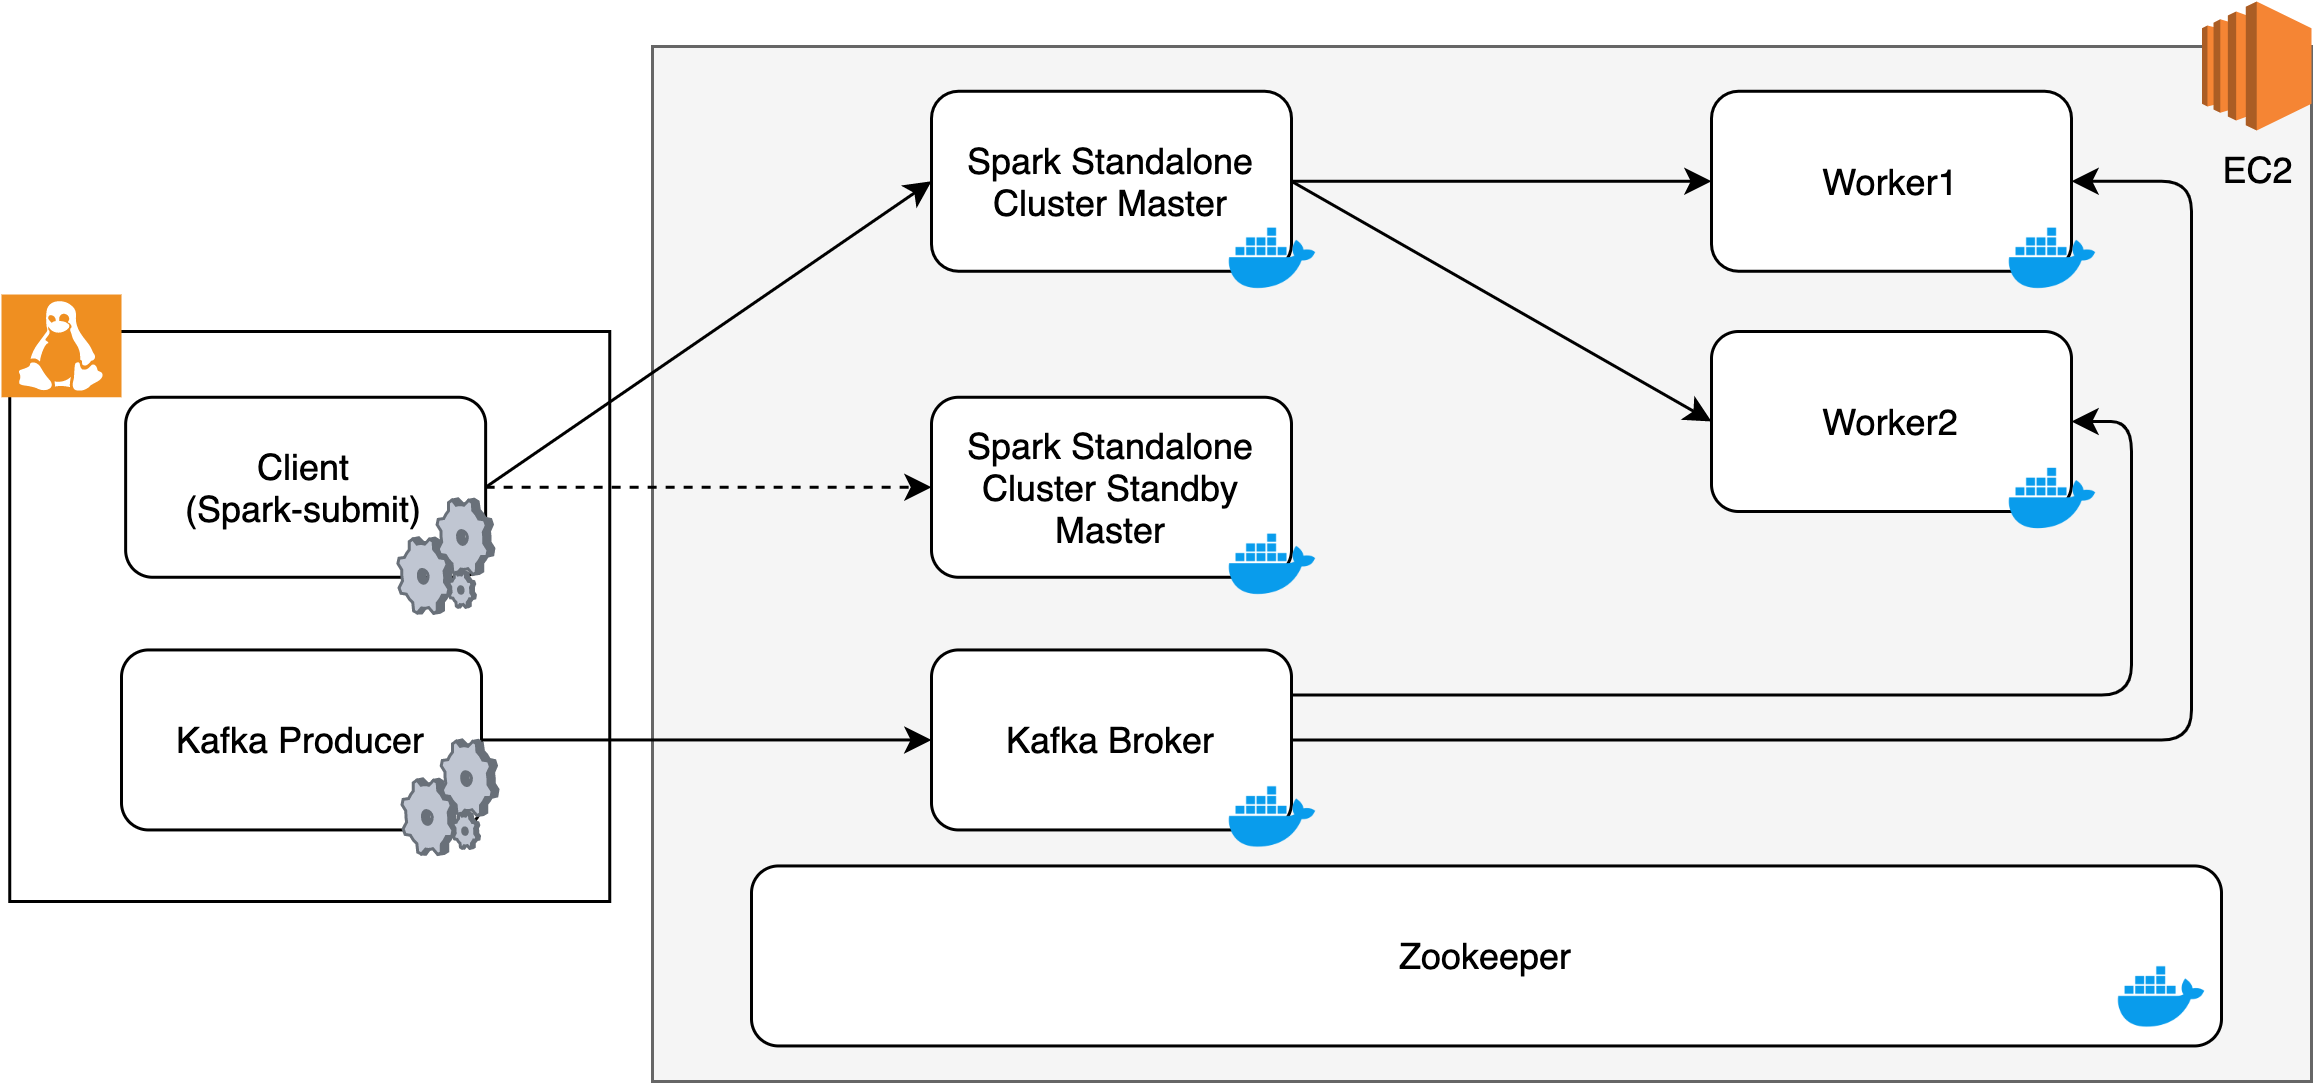 Spark Standalone
Cluster Master
Worker1
EC2
Client
(Spark-submit)
Spark Standalone
Cluster Standby
Master
Worker2
Kafka Producer
Kafka Broker
Zookeeper